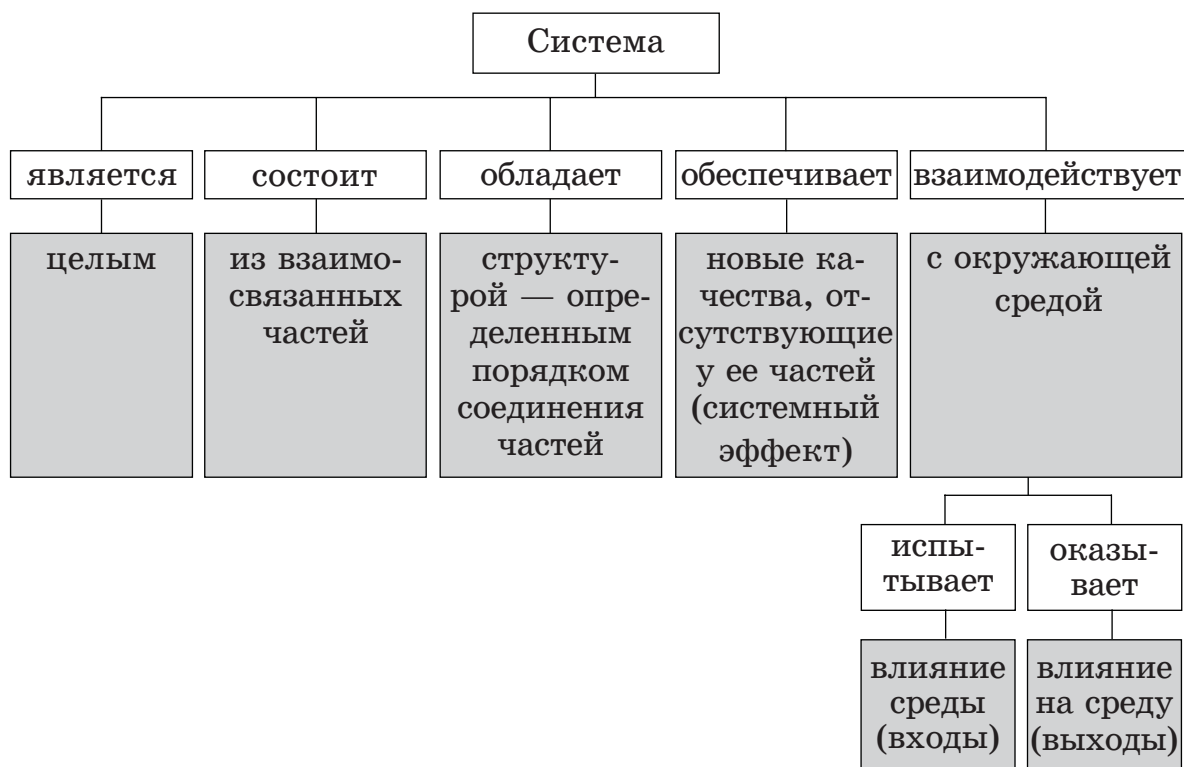 Система
является
состоит
обладает
обеспечивает
взаимодействует
целым
из взаимо-
связанных
частей
структу-
рой — опре-
деленным
порядком
соединения
частей
новые ка-
чества, от-
сутствующие
у ее частей
(системный
эффект)
с окружающей
средой
испы-
тывает
оказы-
вает
влияние
среды
(входы)
влияние
на среду
(выходы)